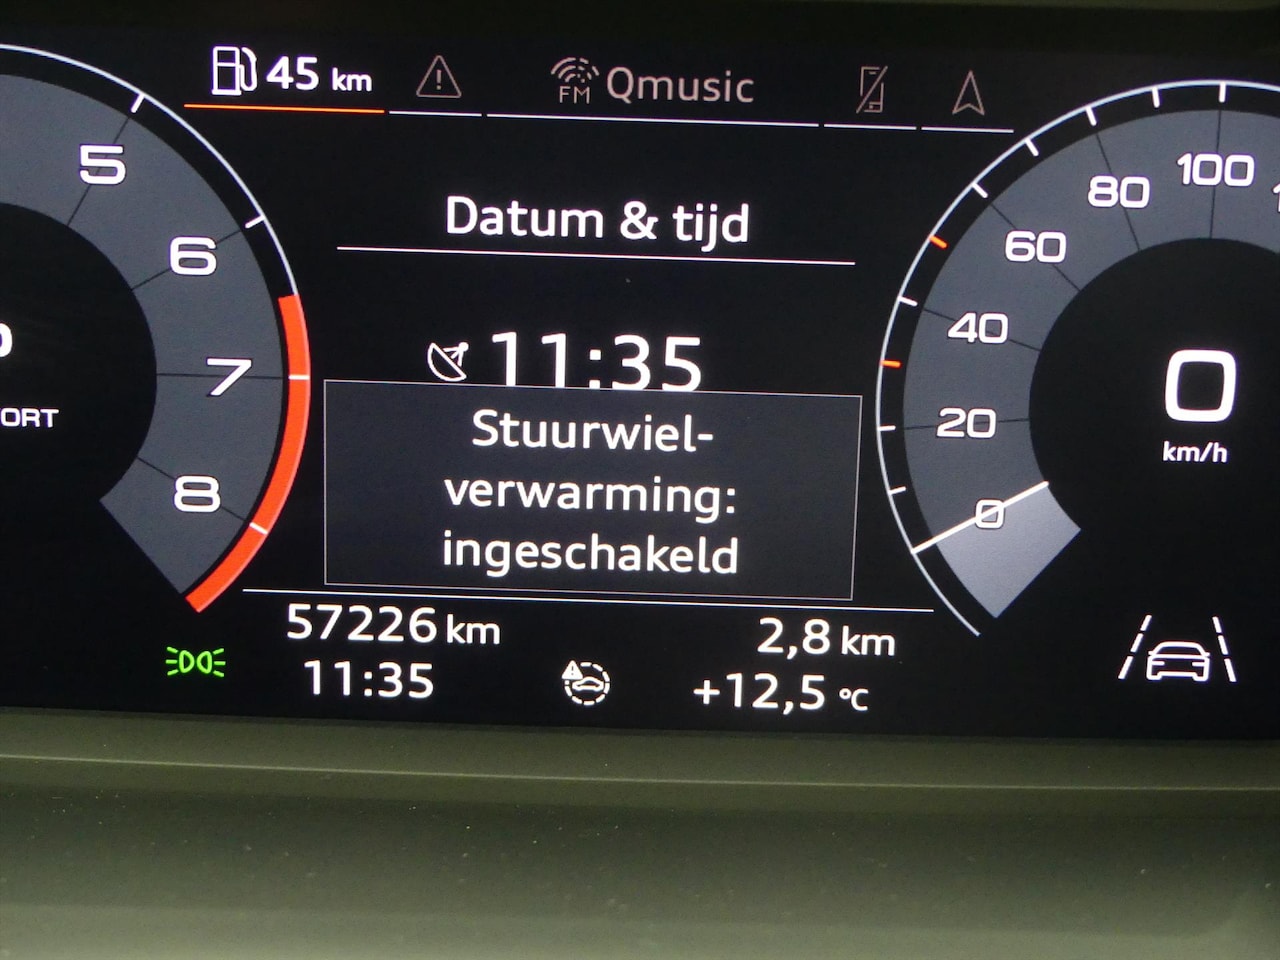 45 km
FM Qmusic
Datum & tijd
11:35
Stuurwiel-
verwarming:
ingeschakeld
57226 km
2,8 km
11:35
+12,5 °C
5
6
7
8
ORT
0
20
40
60
80
100
0
km/h